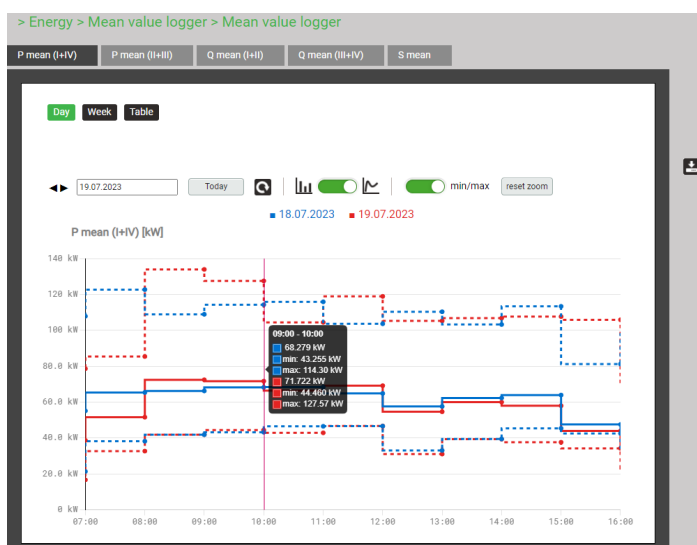 > Energy > Mean value logger > Mean value logger
P mean (I+IV) P mean (II+III) Q mean (I+II) Q mean (III+IV) S mean
Day Week Table
19.07.2023 Today min/max reset zoom
18.07.2023 19.07.2023
P mean (I+IV) [kW]
140 kW
120 kW
100 kW
80.0 kW
60.0 kW
40.0 kW
20.0 kW
0 kW
09:00 - 10:00
68.279 kW
min: 43.255 kW
max: 114.30 kW
71.722 kW
min: 44.460 kW
max: 127.57 kW
07:00 08:00 09:00 10:00 11:00 12:00 13:00 14:00 15:00 16:00